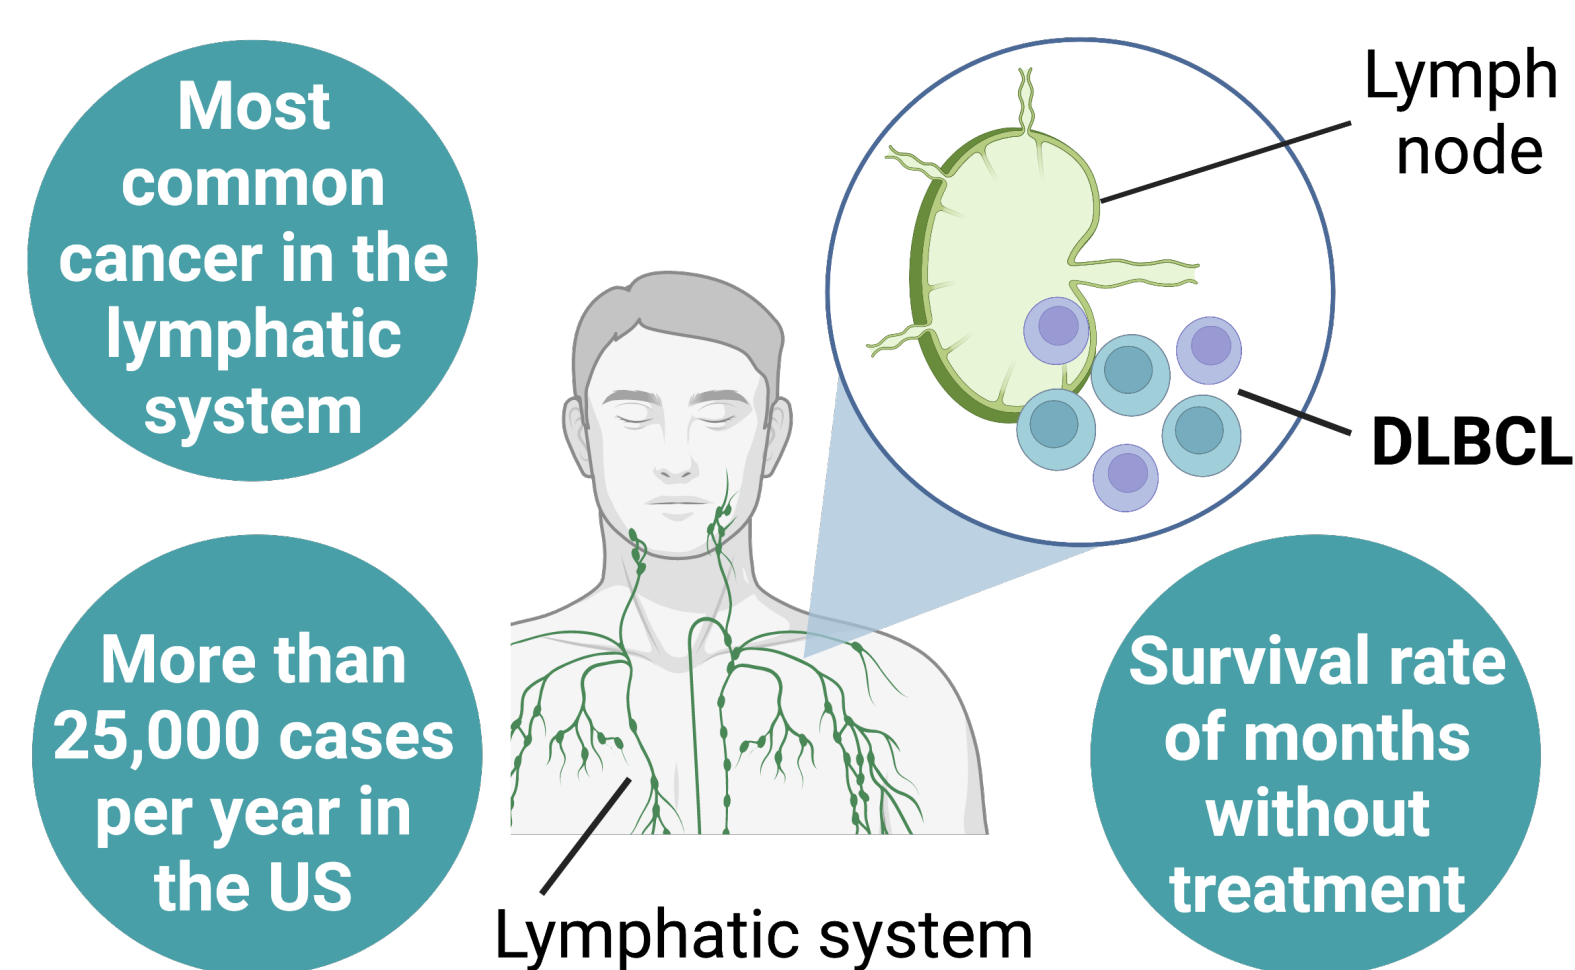 Most
common
cancer in the
lymphatic
system
Lymph
node
DLBCL
More than
25,000 cases
per year in
the US
Survival rate
of months
without
treatment
Lymphatic system